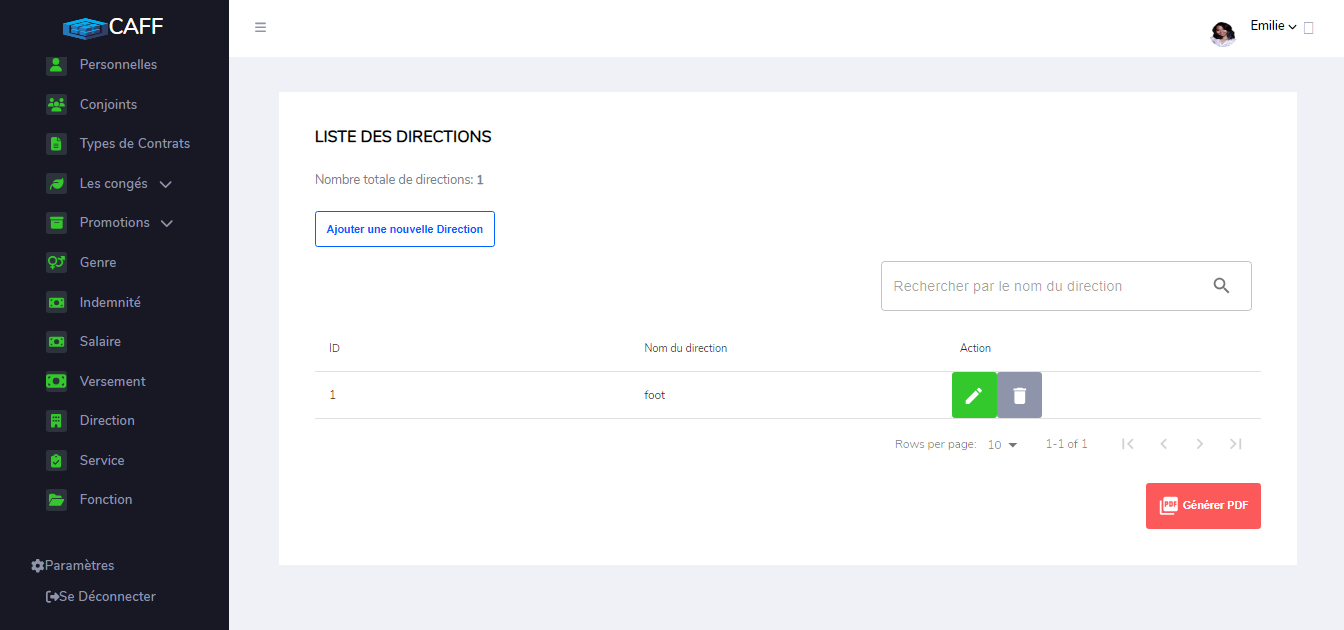 CAFF
Personnelles
Conjoints
Types de Contrats
Les congés
Promotions
Genre
Indemnité
Salaire
Versement
Direction
Service
Fonction
Paramètres
Se Déconnecter
Emilie
LISTE DES DIRECTIONS
Nombre totale de directions: 1
Ajouter une nouvelle Direction
Rechercher par le nom du direction
ID Nom du direction Action
1 foot
Rows per page: 10 1-1 of 1
PDF Générer PDF